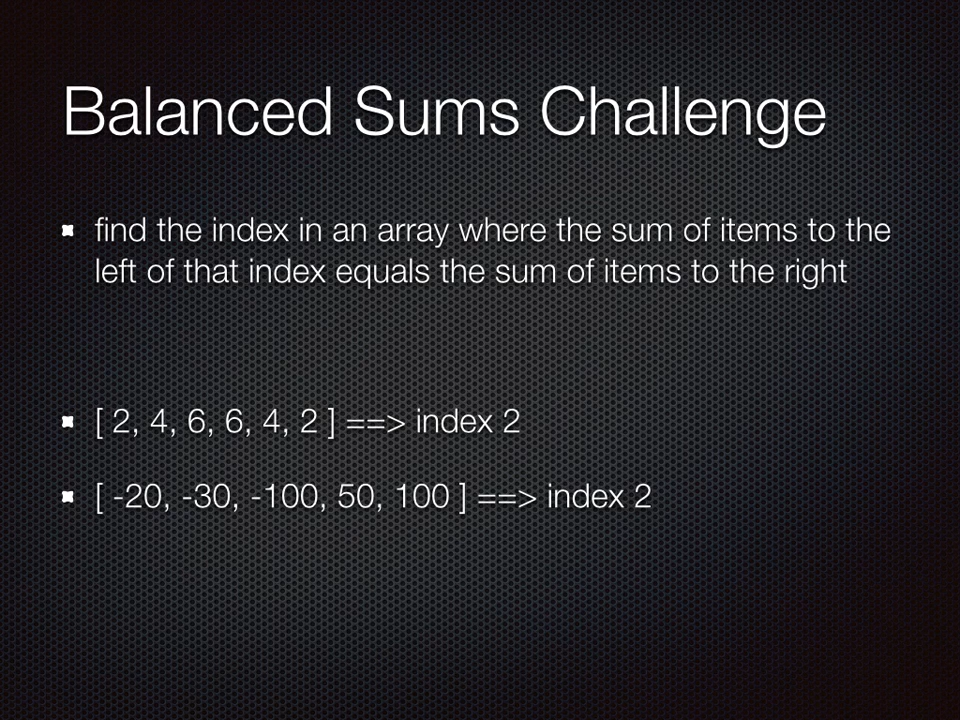 Balanced Sums Challenge
find the index in an array where the sum of items to the
left of that index equals the sum of items to the right
[ 2, 4, 6, 6, 4, 2 ] ==> index 2
[ -20, -30, -100, 50, 100 ] ==> index 2